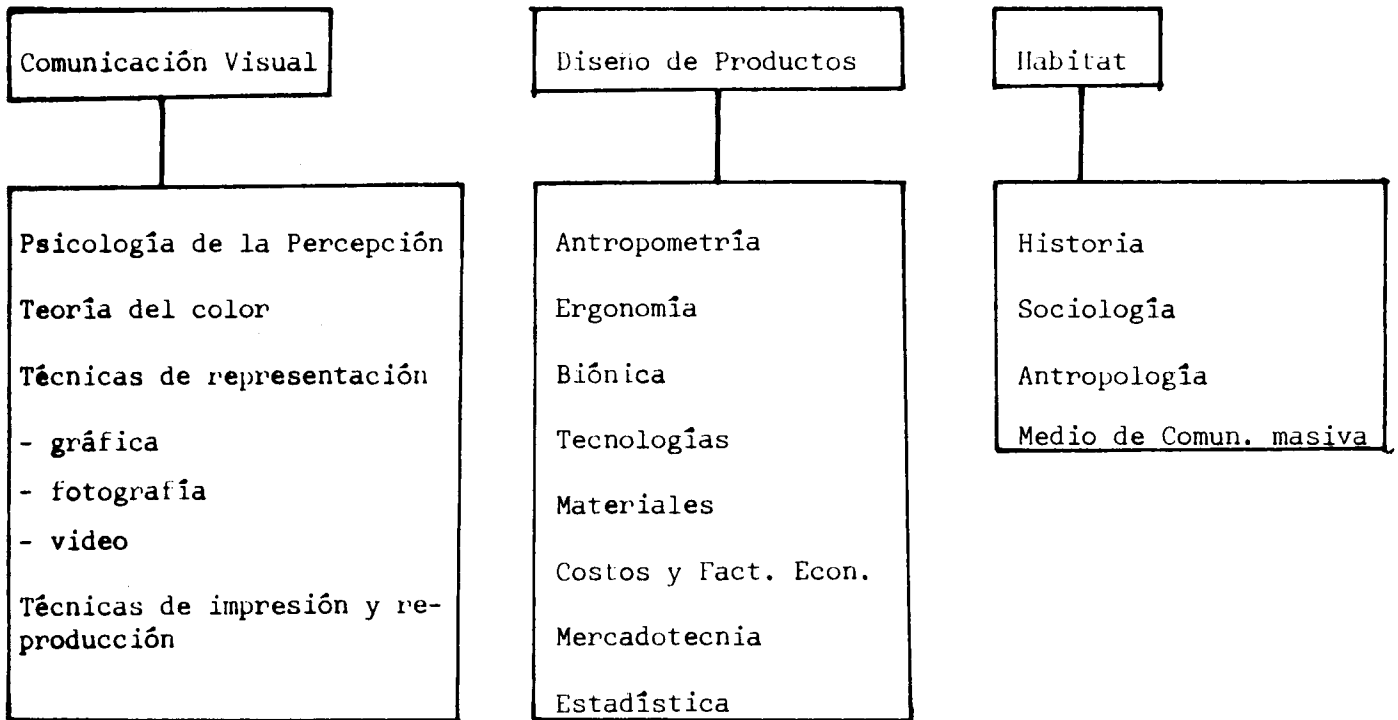 Comunicación Visual
Psicología de la Percepción
Teoría del color
Técnicas de representación
- gráfica
- fotografía
- video
Técnicas de impresión y re-
producción
Diseño de Productos
Antropometría
Ergonomía
Biónica
Tecnologías
Materiales
Costos y Fact. Econ.
Mercadotecnia
Estadística
Habitat
Historia
Sociología
Antropología
Medio de Comun. masiva